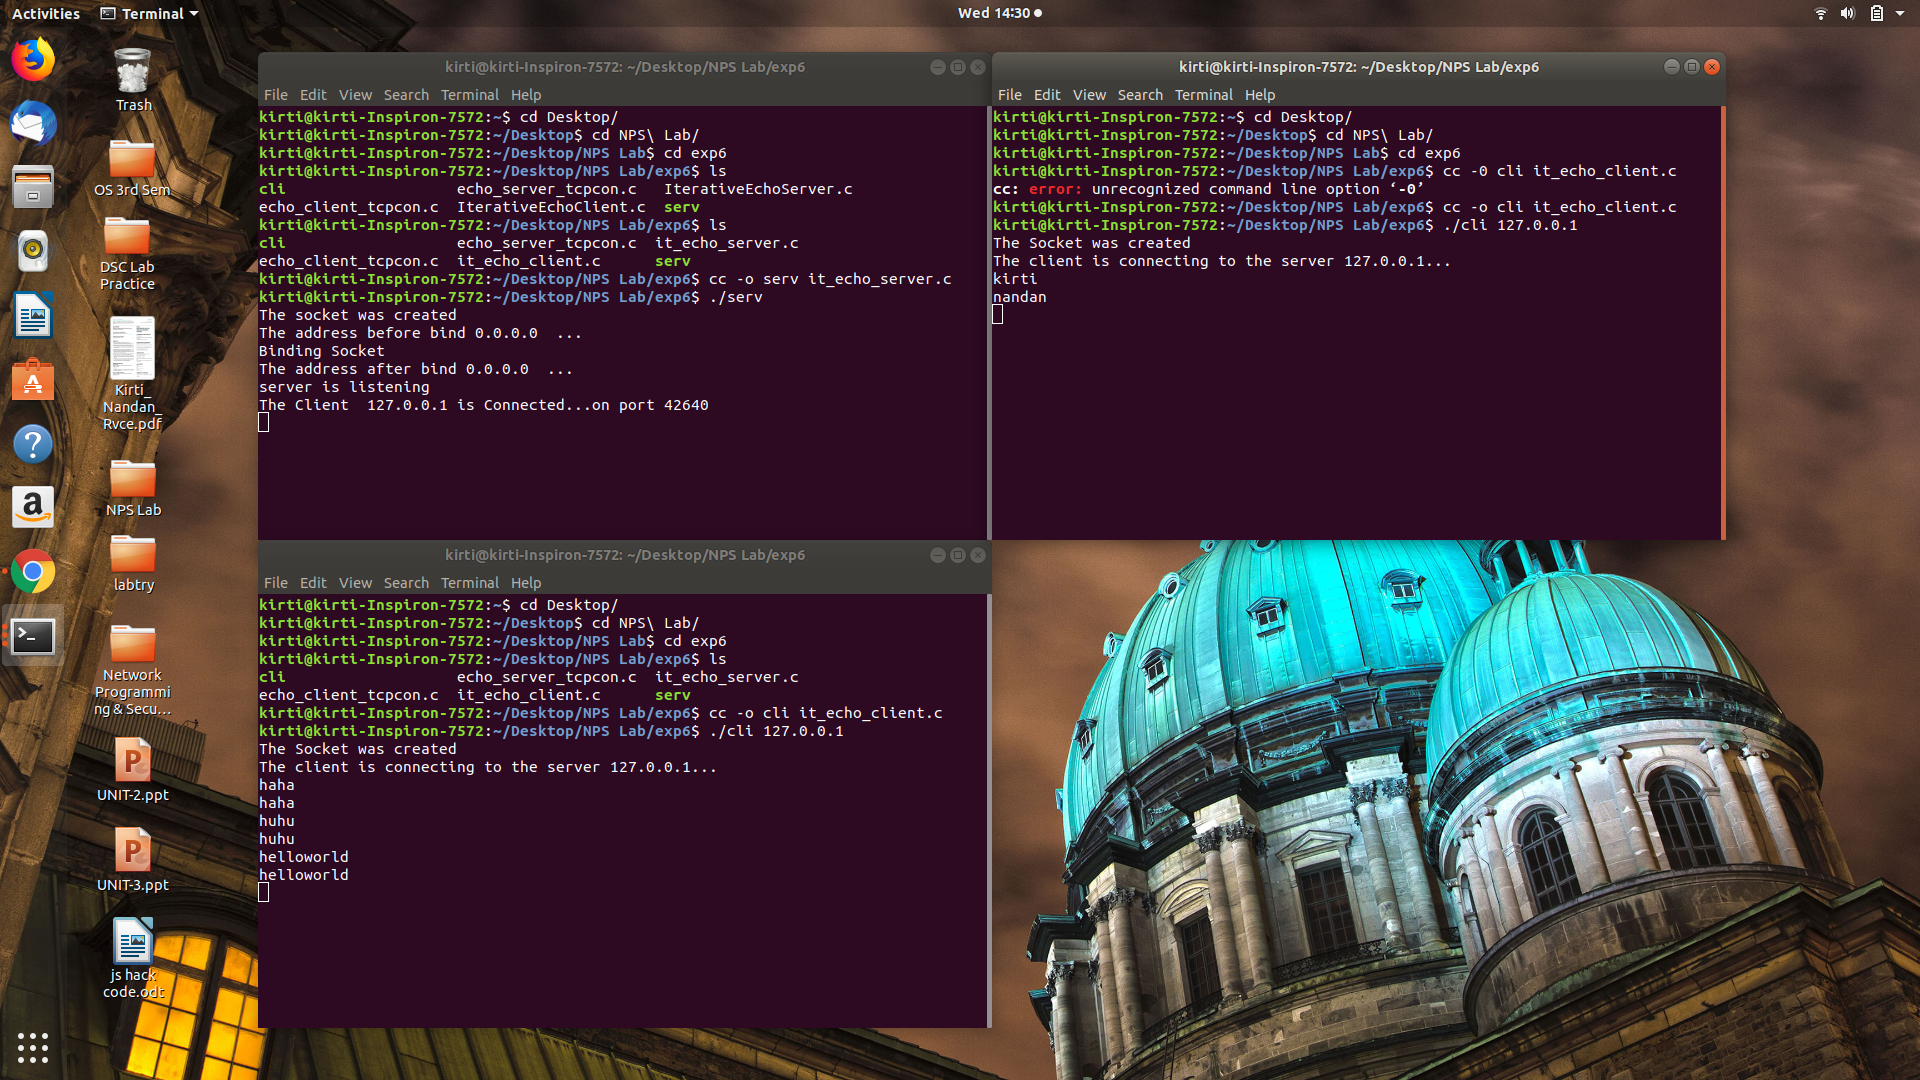 Activities
Terminal
Wed 14:30
Trash
OS 3rd Sem
DSC Lab
Practice
Kirti_
Nandan_
Rvce.pdf
NPS Lab
labtry
Network
Programmi
ng & Secu...
UNIT-2.ppt
UNIT-3.ppt
js hack
code.odt
kirti@kirti-Inspiron-7572: ~/Desktop/NPS Lab/exp6
File Edit View Search Terminal Help
kirti@kirti-Inspiron-7572:~$ cd Desktop/
kirti@kirti-Inspiron-7572:~/Desktop$ cd NPS\ Lab/
kirti@kirti-Inspiron-7572:~/Desktop/NPS Lab$ cd exp6
kirti@kirti-Inspiron-7572:~/Desktop/NPS Lab/exp6$ ls
cli echo_server_tcpcon.c IterativeEchoServer.c
echo_client_tcpcon.c IterativeEchoClient.c serv
kirti@kirti-Inspiron-7572:~/Desktop/NPS Lab/exp6$ ls
cli echo_server_tcpcon.c it_echo_server.c
echo_client_tcpcon.c it_echo_client.c serv
kirti@kirti-Inspiron-7572:~/Desktop/NPS Lab/exp6$ cc -o serv it_echo_server.c
kirti@kirti-Inspiron-7572:~/Desktop/NPS Lab/exp6$ ./serv
The socket was created
The address before bind 0.0.0.0 ...
Binding Socket
The address after bind 0.0.0.0 ...
server is listening
The Client 127.0.0.1 is Connected...on port 42640
kirti@kirti-Inspiron-7572: ~/Desktop/NPS Lab/exp6
File Edit View Search Terminal Help
kirti@kirti-Inspiron-7572:~$ cd Desktop/
kirti@kirti-Inspiron-7572:~/Desktop$ cd NPS\ Lab/
kirti@kirti-Inspiron-7572:~/Desktop/NPS Lab$ cd exp6
kirti@kirti-Inspiron-7572:~/Desktop/NPS Lab/exp6$ cc -0 cli it_echo_client.c
cc: error: unrecognized command line option ‘-0’
kirti@kirti-Inspiron-7572:~/Desktop/NPS Lab/exp6$ cc -o cli it_echo_client.c
kirti@kirti-Inspiron-7572:~/Desktop/NPS Lab/exp6$ ./cli 127.0.0.1
The Socket was created
The client is connecting to the server 127.0.0.1...
kirti
nandan
kirti@kirti-Inspiron-7572: ~/Desktop/NPS Lab/exp6
File Edit View Search Terminal Help
kirti@kirti-Inspiron-7572:~$ cd Desktop/
kirti@kirti-Inspiron-7572:~/Desktop$ cd NPS\ Lab/
kirti@kirti-Inspiron-7572:~/Desktop/NPS Lab$ cd exp6
kirti@kirti-Inspiron-7572:~/Desktop/NPS Lab/exp6$ ls
cli echo_server_tcpcon.c it_echo_server.c
echo_client_tcpcon.c it_echo_client.c serv
kirti@kirti-Inspiron-7572:~/Desktop/NPS Lab/exp6$ cc -o cli it_echo_client.c
kirti@kirti-Inspiron-7572:~/Desktop/NPS Lab/exp6$ ./cli 127.0.0.1
The Socket was created
The client is connecting to the server 127.0.0.1...
haha
haha
huhu
huhu
helloworld
helloworld